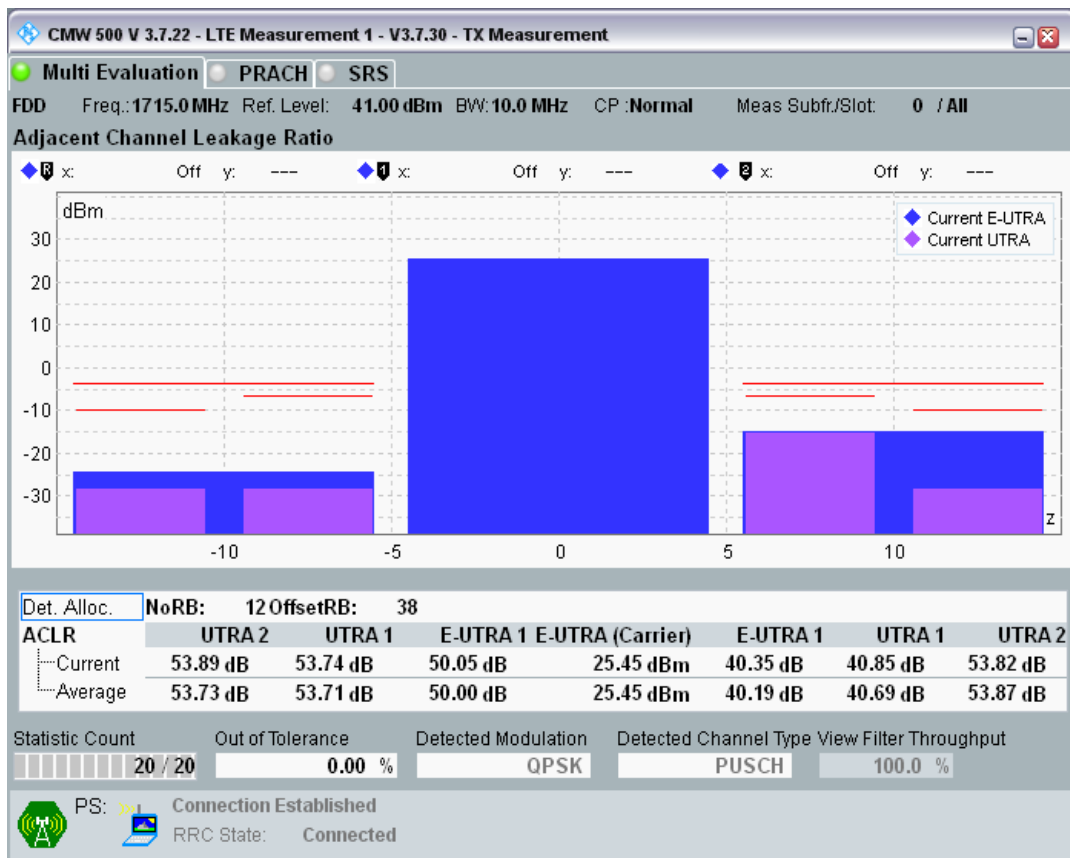 CMW 500 V 3.7.22 - LTE Measurement 1 - V3.7.30 - TX Measurement
Multi Evaluation PRACH SRS
FDD Freq.: 1715.0 MHz Ref. Level: 41.00 dBm BW: 10.0 MHz CP :Normal Meas Subfr./Slot: 0 / All
Adjacent Channel Leakage Ratio
R x: Off y: --- 1 x: Off y: --- 2 x: Off y: ---
dBm
Current E-UTRA
Current UTRA
30
20
10
0
-10
-20
-30
z
-10 -5 0 5 10
Det. Alloc. NoRB: 12 OffsetRB: 38
ACLR UTRA 2 UTRA 1 E-UTRA 1 E-UTRA (Carrier) E-UTRA 1 UTRA 1 UTRA 2
Current 53.89 dB 53.74 dB 50.05 dB 25.45 dBm 40.35 dB 40.85 dB 53.82 dB
Average 53.73 dB 53.71 dB 50.00 dB 25.45 dBm 40.19 dB 40.69 dB 53.87 dB
Statistic Count Out of Tolerance Detected Modulation Detected Channel Type View Filter Throughput
20 / 20 0.00 % QPSK PUSCH 100.0 %
PS: Connection Established
RRC State: Connected